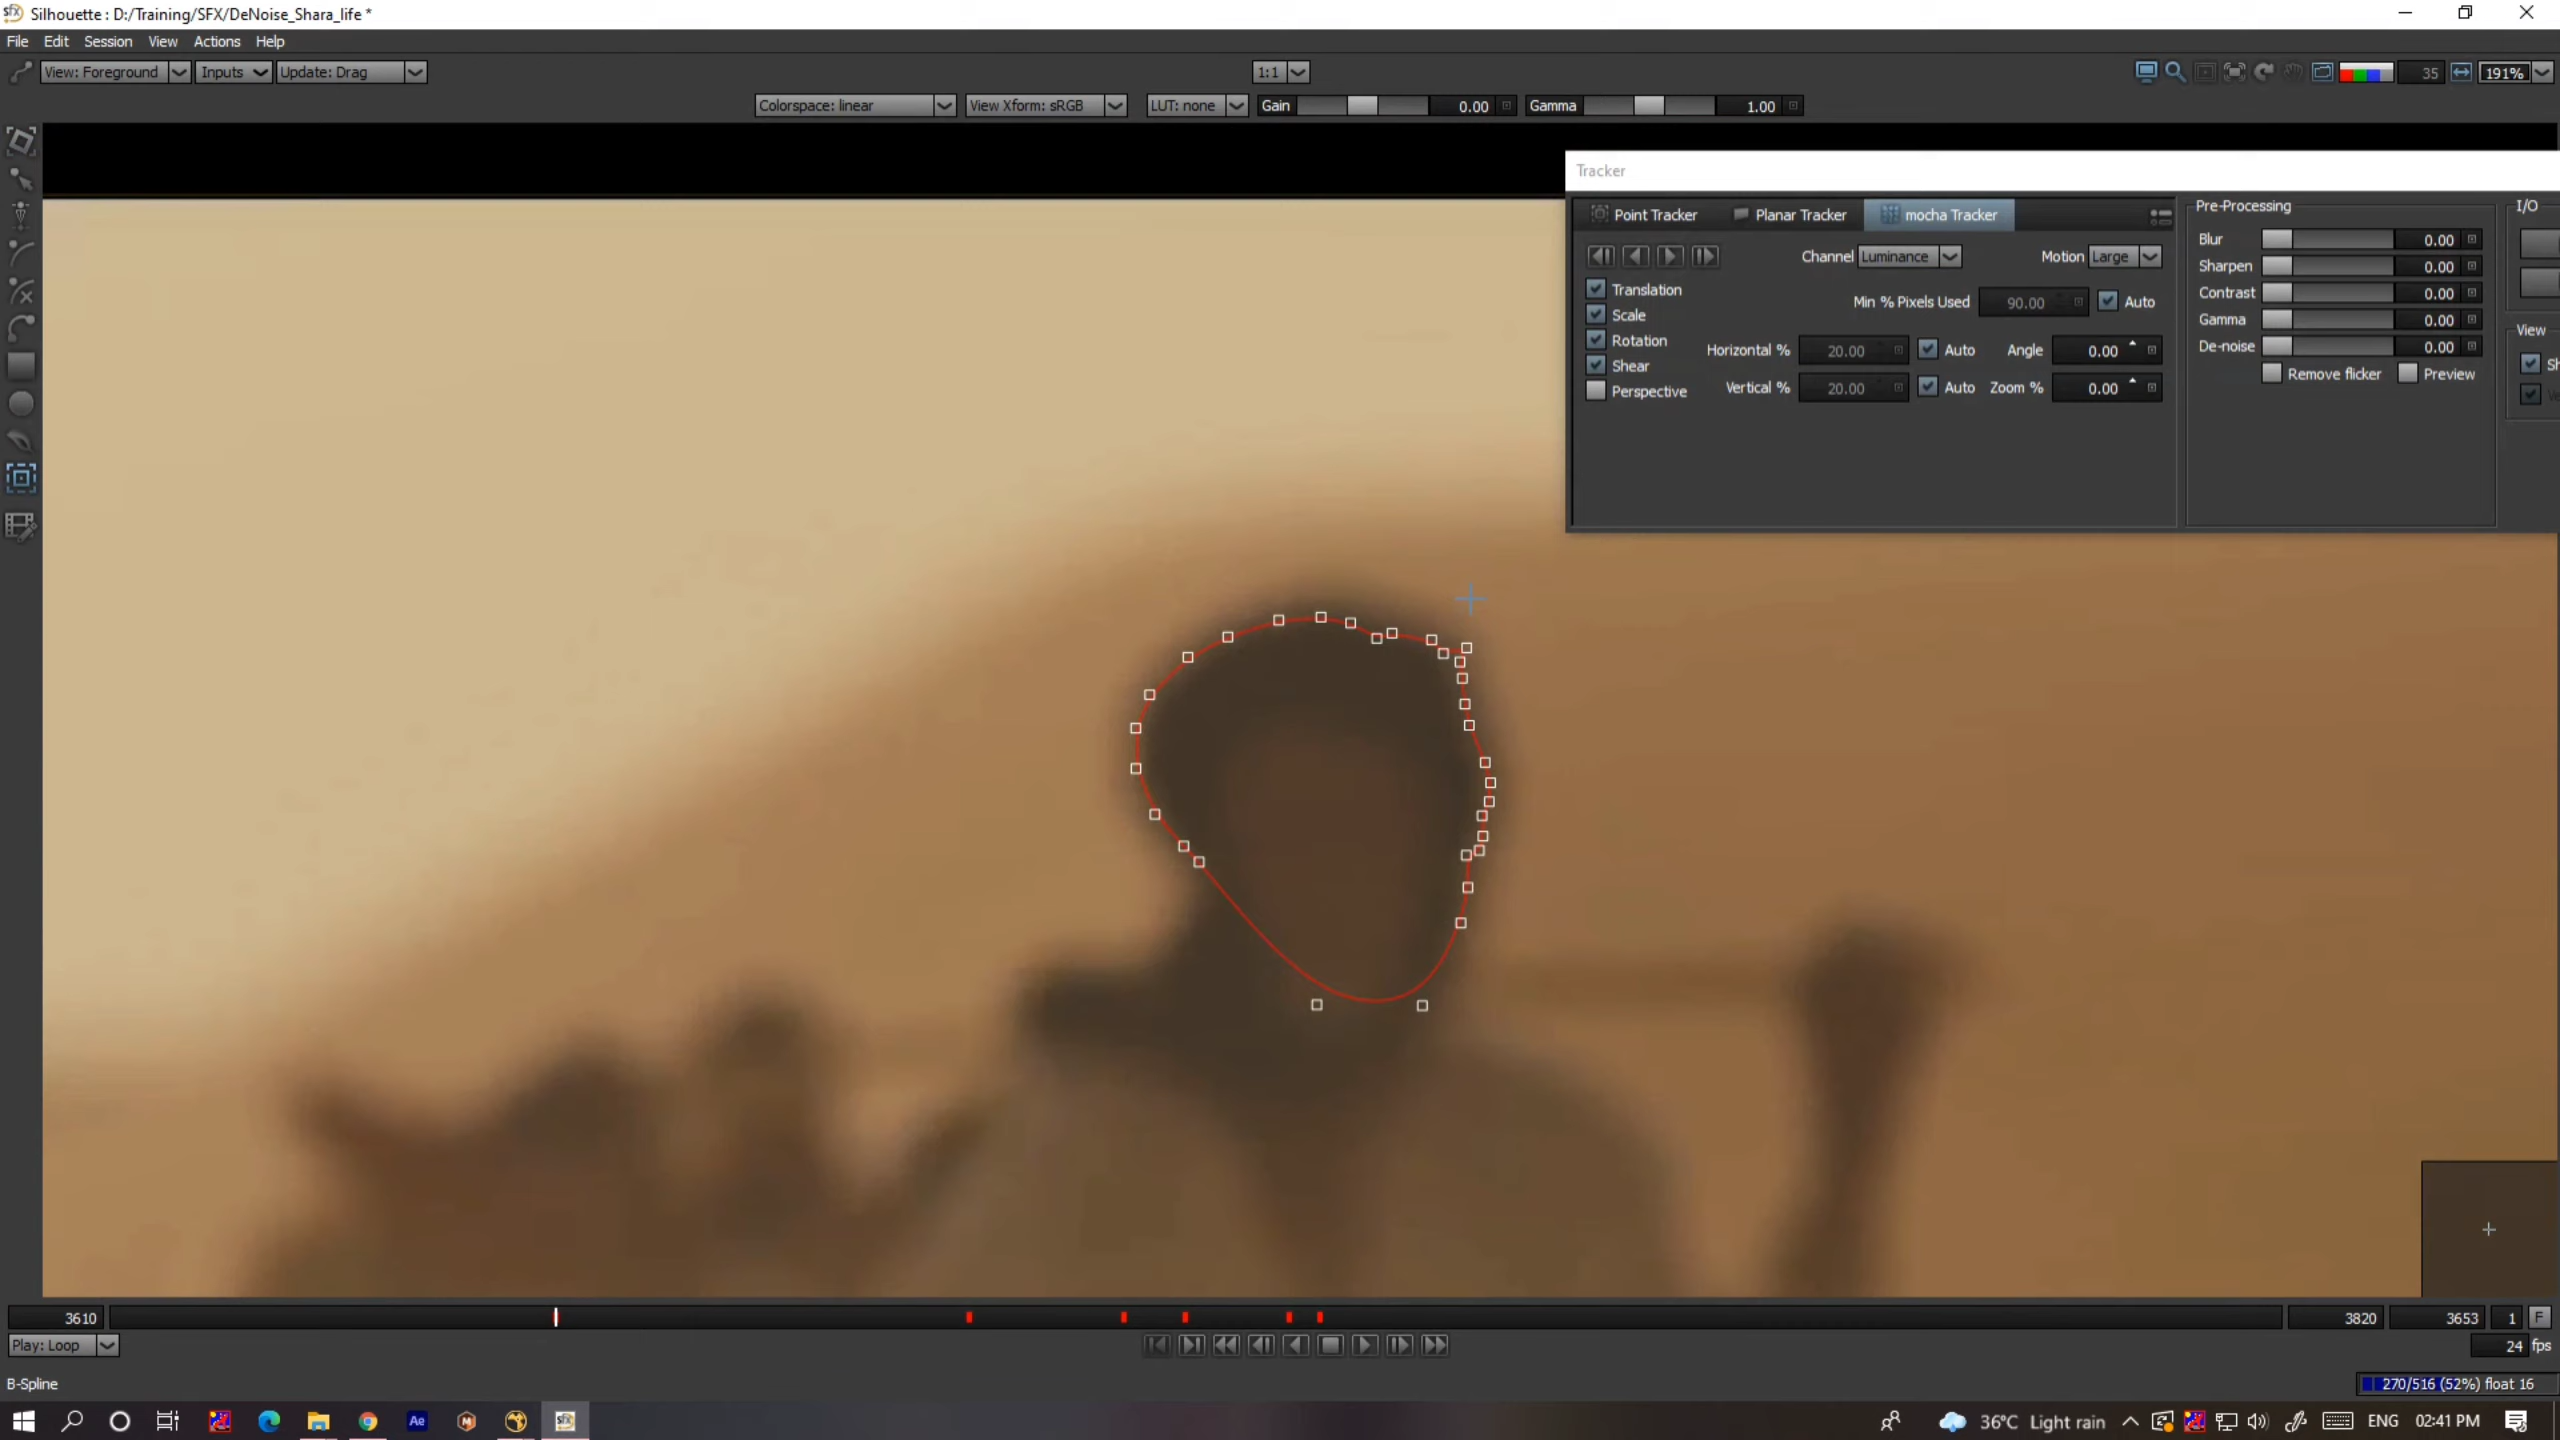 Silhouette : D:/Training/SFX/DeNoise_Shara_life *
File Edit Session View Actions Help
View: Foreground Inputs Update: Drag 1:1 35 191%
Colorspace: linear View Xform: sRGB LUT: none Gain 0.00 Gamma 1.00
Tracker
Point Tracker Planar Tracker mocha Tracker Pre-Processing I/O
Channel Luminance Motion Large Blur 0.00
Translation Min % Pixels Used 90.00 Auto Sharpen 0.00
Scale Contrast 0.00
Rotation Horizontal % 20.00 Auto Angle 0.00 Gamma 0.00 View
Shear De-noise 0.00
Perspective Vertical % 20.00 Auto Zoom % 0.00 Remove flicker Preview
3610 3820 3653 1 F
Play: Loop 24 fps
B-Spline 270/516 (52%) float 16
Ae SFX 36°C Light rain ENG 02:41 PM